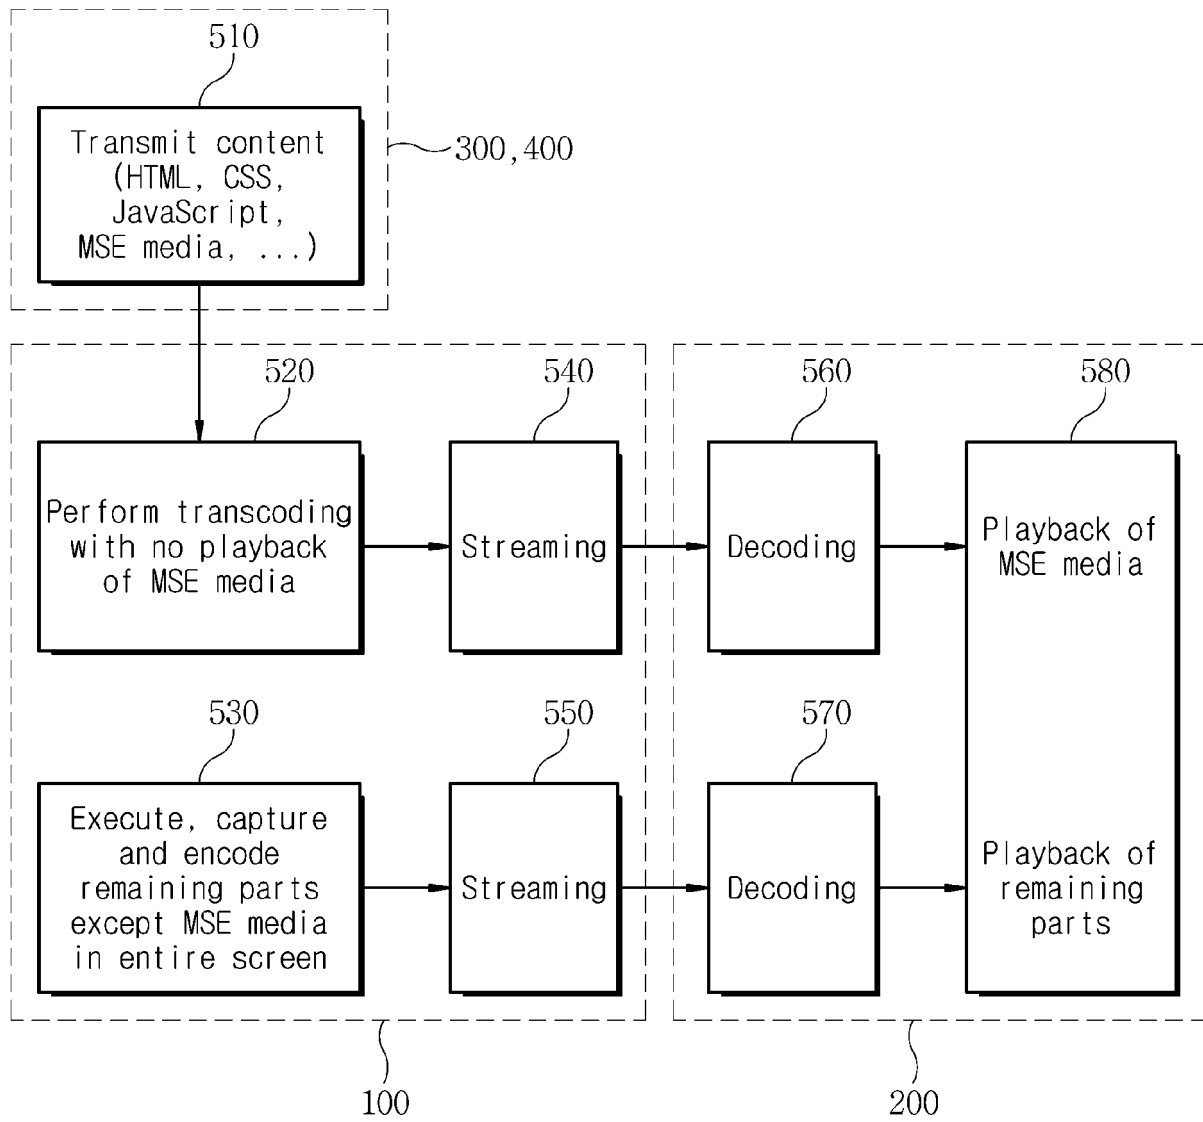 510
Transmit content
(HTML, CSS,
JavaScript,
MSE media, ...)
300,400
520
540
560
580
Perform transcoding
with no playback
of MSE media
Streaming
Decoding
Playback of
MSE media
530
550
570
Execute, capture
and encode
remaining parts
except MSE media
in entire screen
Streaming
Decoding
Playback of
remaining
parts
100
200